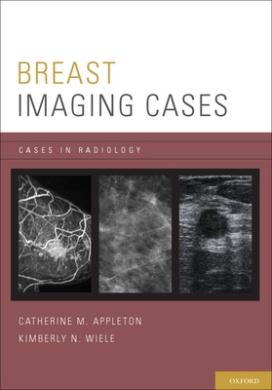 BREAST
IMAGING CASES
CASES IN RADIOLOGY
CATHERINE M. APPLETON
KIMBERLY N. WIELE
OXFORD